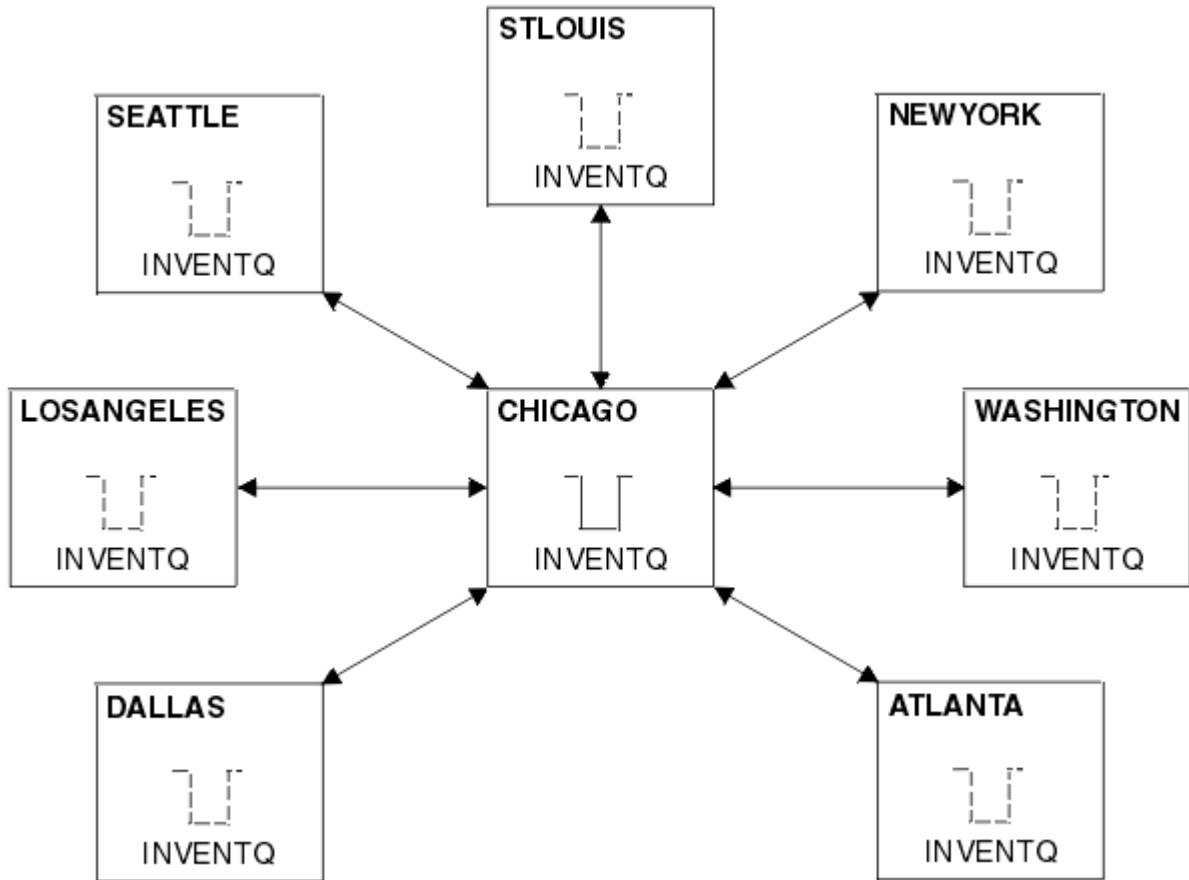 STLOUIS
INVENTQ
SEATTLE
INVENTQ
NEWYORK
INVENTQ
LOSANGELES
INVENTQ
CHICAGO
INVENTQ
WASHINGTON
INVENTQ
DALLAS
INVENTQ
ATLANTA
INVENTQ